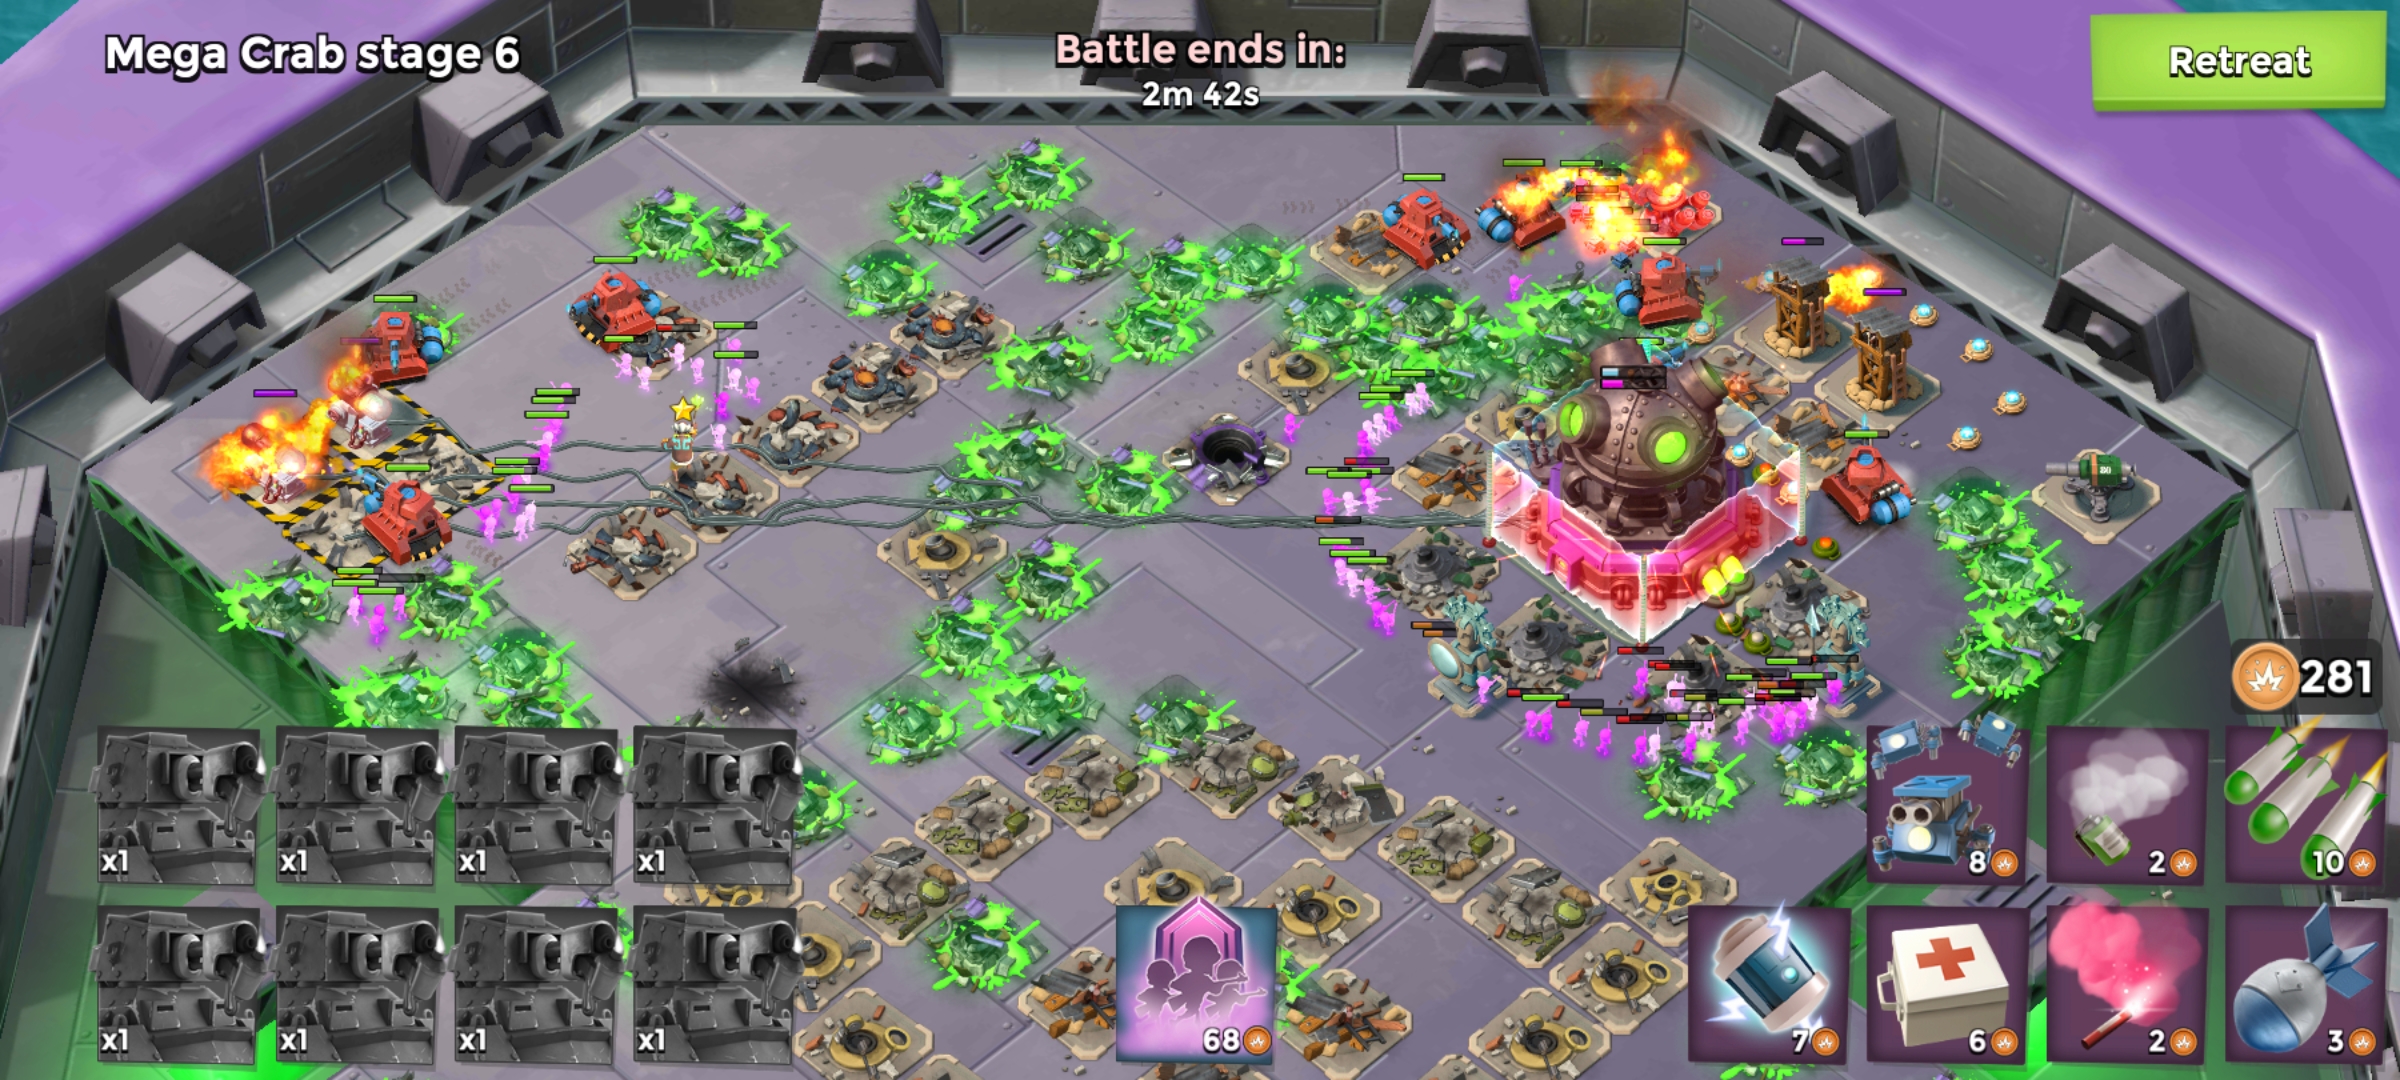 Mega Crab stage 6
Battle ends in:
2m 42s
Retreat
281
x1
x1
x1
x1
8
2
10
x1
x1
x1
x1
68
7
6
2
3